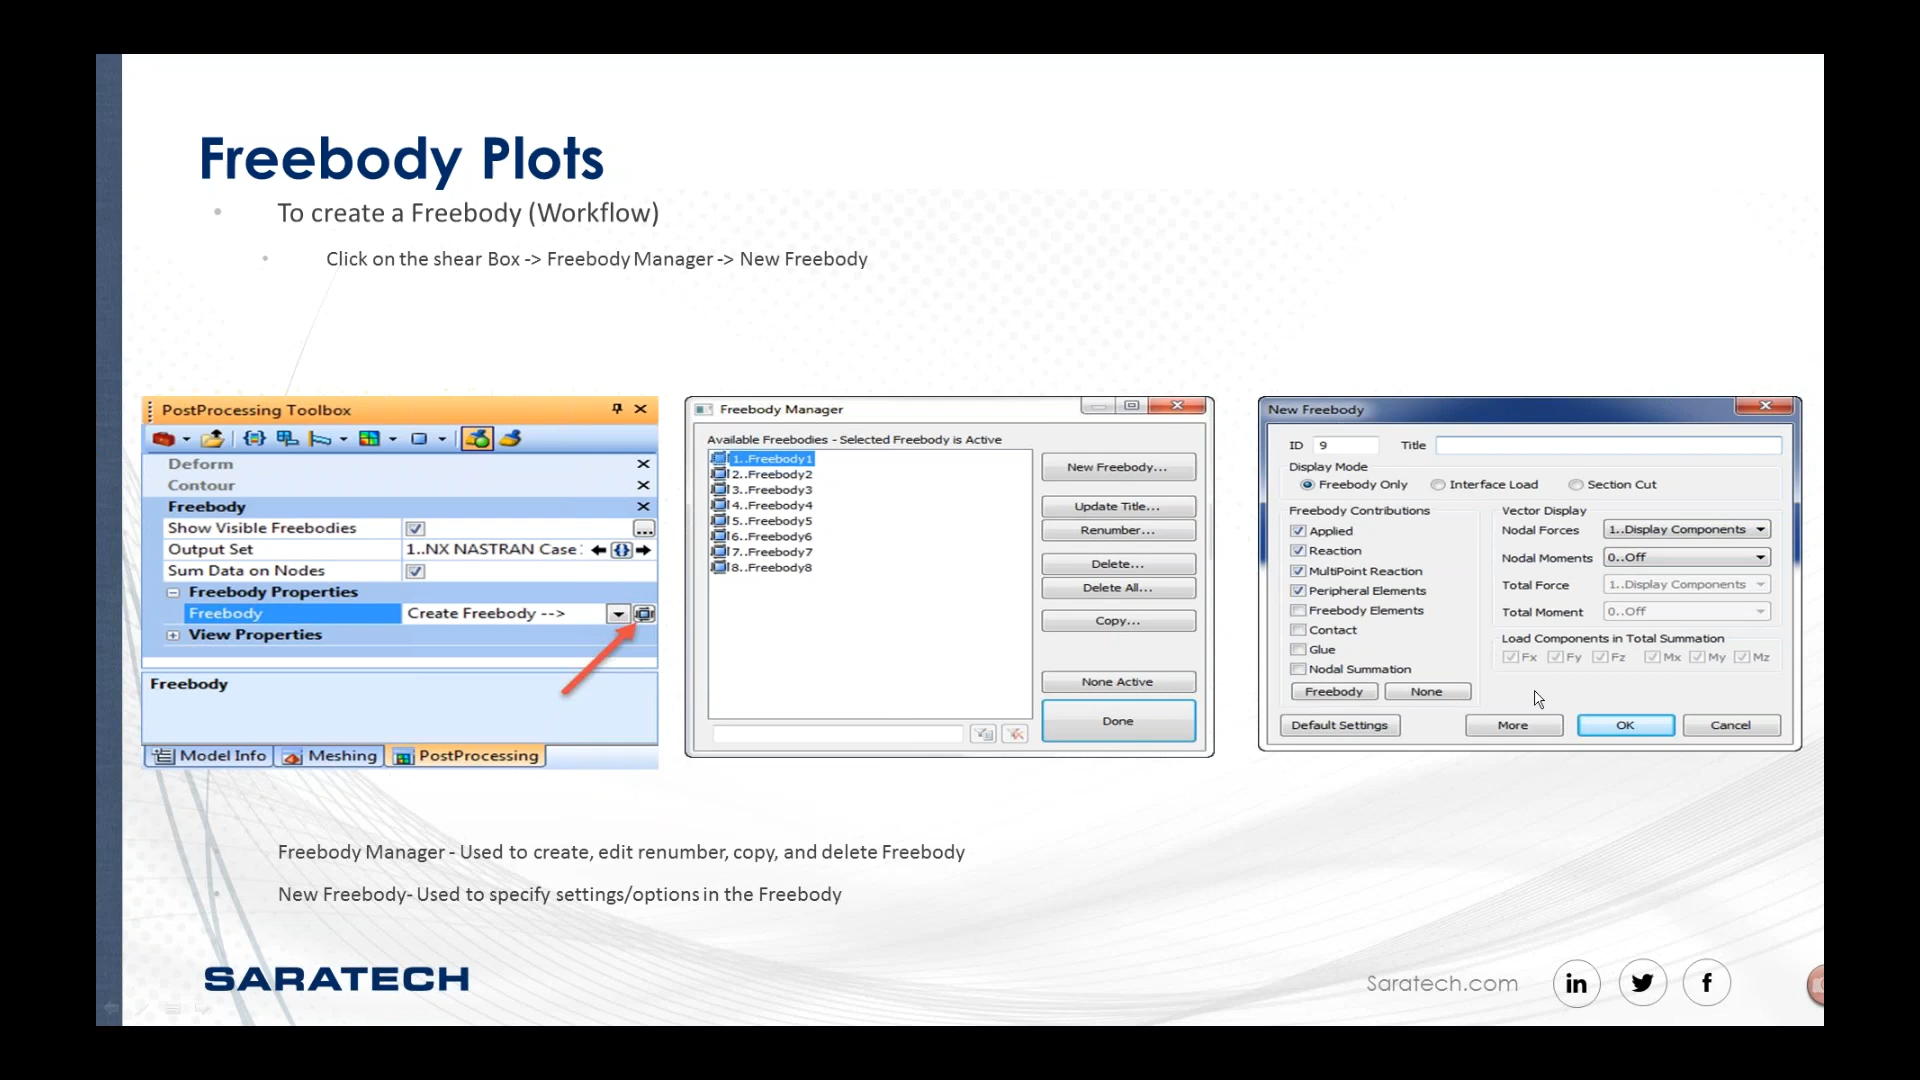 Freebody Plots
To create a Freebody (Workflow)
Click on the shear Box -> Freebody Manager -> New Freebody
PostProcessing Toolbox
Deform
Contour
Freebody
Show Visible Freebodies
Output Set 1..NX NASTRAN Case
Sum Data on Nodes
Freebody Properties
Freebody Create Freebody -->
View Properties
Freebody
Model Info Meshing PostProcessing
Freebody Manager
Available Freebodies - Selected Freebody is Active
1..Freebody1
2..Freebody2
3..Freebody3
4..Freebody4
5..Freebody5
6..Freebody6
7..Freebody7
8..Freebody8
New Freebody...
Update Title...
Renumber...
Delete...
Delete All...
Copy...
None Active
Done
New Freebody
ID 9 Title
Display Mode
Freebody Only Interface Load Section Cut
Freebody Contributions
Applied
Reaction
MultiPoint Reaction
Peripheral Elements
Freebody Elements
Contact
Glue
Nodal Summation
Freebody None
Vector Display
Nodal Forces 1..Display Components
Nodal Moments 0..Off
Total Force 1..Display Components
Total Moment 0..Off
Load Components in Total Summation
Fx Fy Fz Mx My Mz
Default Settings More OK Cancel
Freebody Manager - Used to create, edit renumber, copy, and delete Freebody
New Freebody- Used to specify settings/options in the Freebody
SARATECH
Saratech.com in f